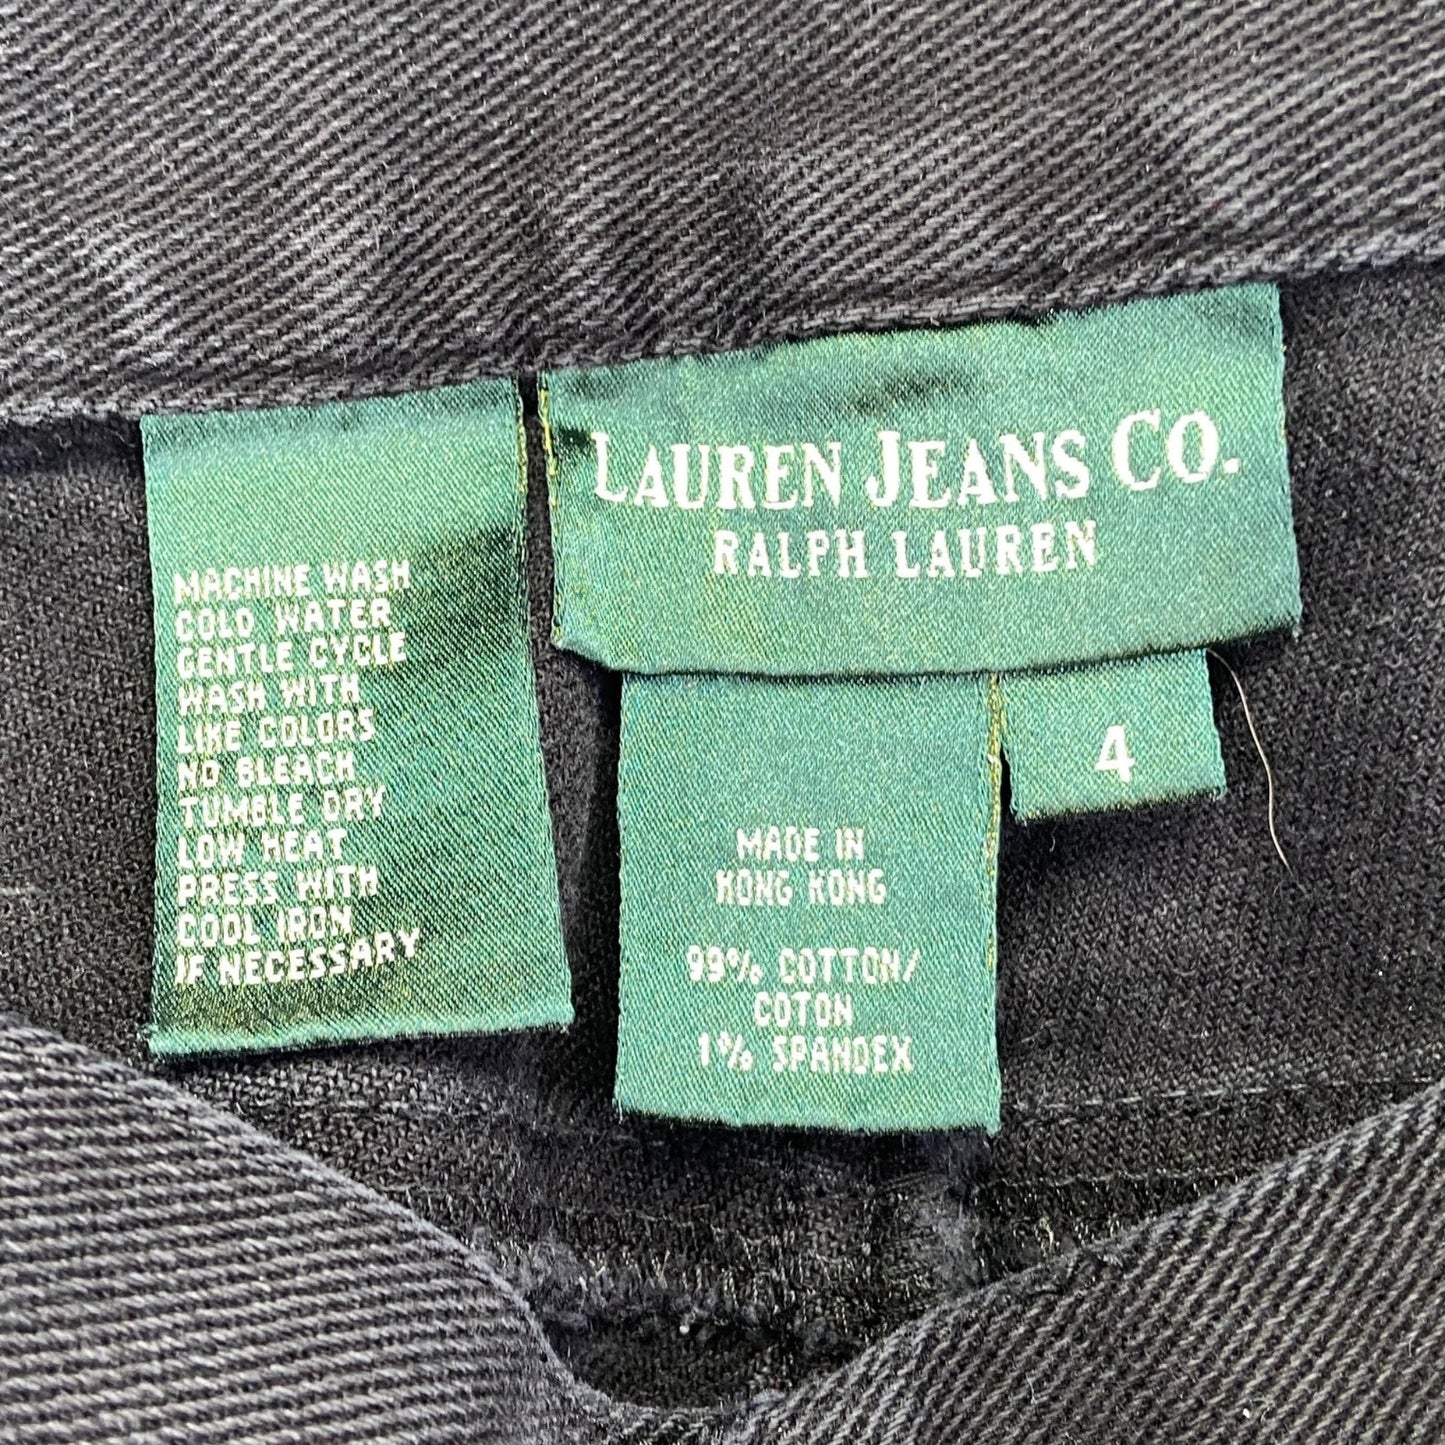 MACHINE WASH
COLD WATER
GENTLE CYCLE
WASH WITH
LIKE COLORS
NO BLEACH
TUMBLE DRY
LOW HEAT
PRESS WITH
COOL IRON
IF NECESSARY
LAUREN JEANS CO.
RALPH LAUREN
4
MADE IN
HONG KONG
99% COTTON/
COTON
1% SPANDEX